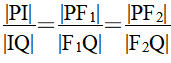 |PI|/|IQ| = |PF₁|/|F₁Q| = |PF₂|/|F₂Q|